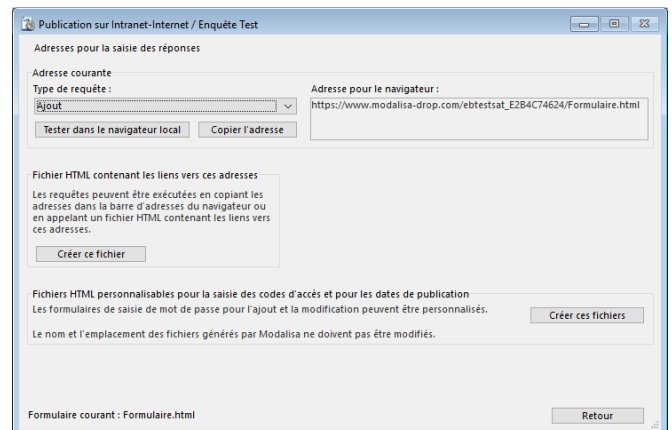 Publication sur Intranet-Internet / Enquête Test
Adresses pour la saisie des réponses
Adresse courante
Type de requête :
Ajout
Tester dans le navigateur local
Copier l'adresse
Adresse pour le navigateur :
https://www.modalisa-drop.com/ebtestsat_E2B4C74624/Formulaire.html
Fichier HTML contenant les liens vers ces adresses
Les requêtes peuvent être exécutées en copiant les
adresses dans la barre d'adresses du navigateur ou
en appelant un fichier HTML contenant les liens vers
ces adresses.
Créer ce fichier
Fichiers HTML personnalisables pour la saisie des codes d'accès et pour les dates de publication
Les formulaires de saisie de mot de passe pour l'ajout et la modification peuvent être personnalisés.
Créer ces fichiers
Le nom et l'emplacement des fichiers générés par Modalisa ne doivent pas être modifiés.
Formulaire courant : Formulaire.html
Retour